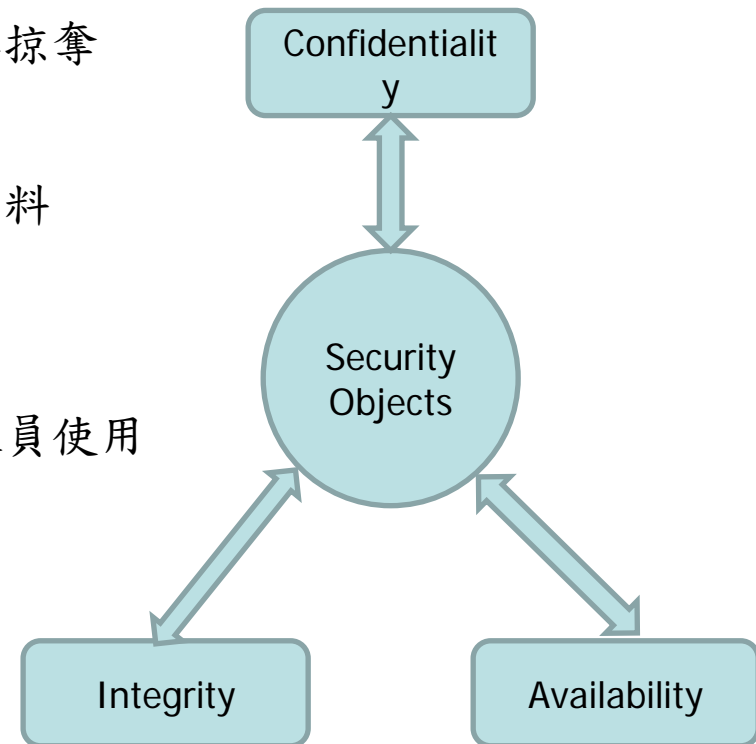 掠奪
Confidentialit
y
料
Security
Objects
員使用
Integrity
Availability